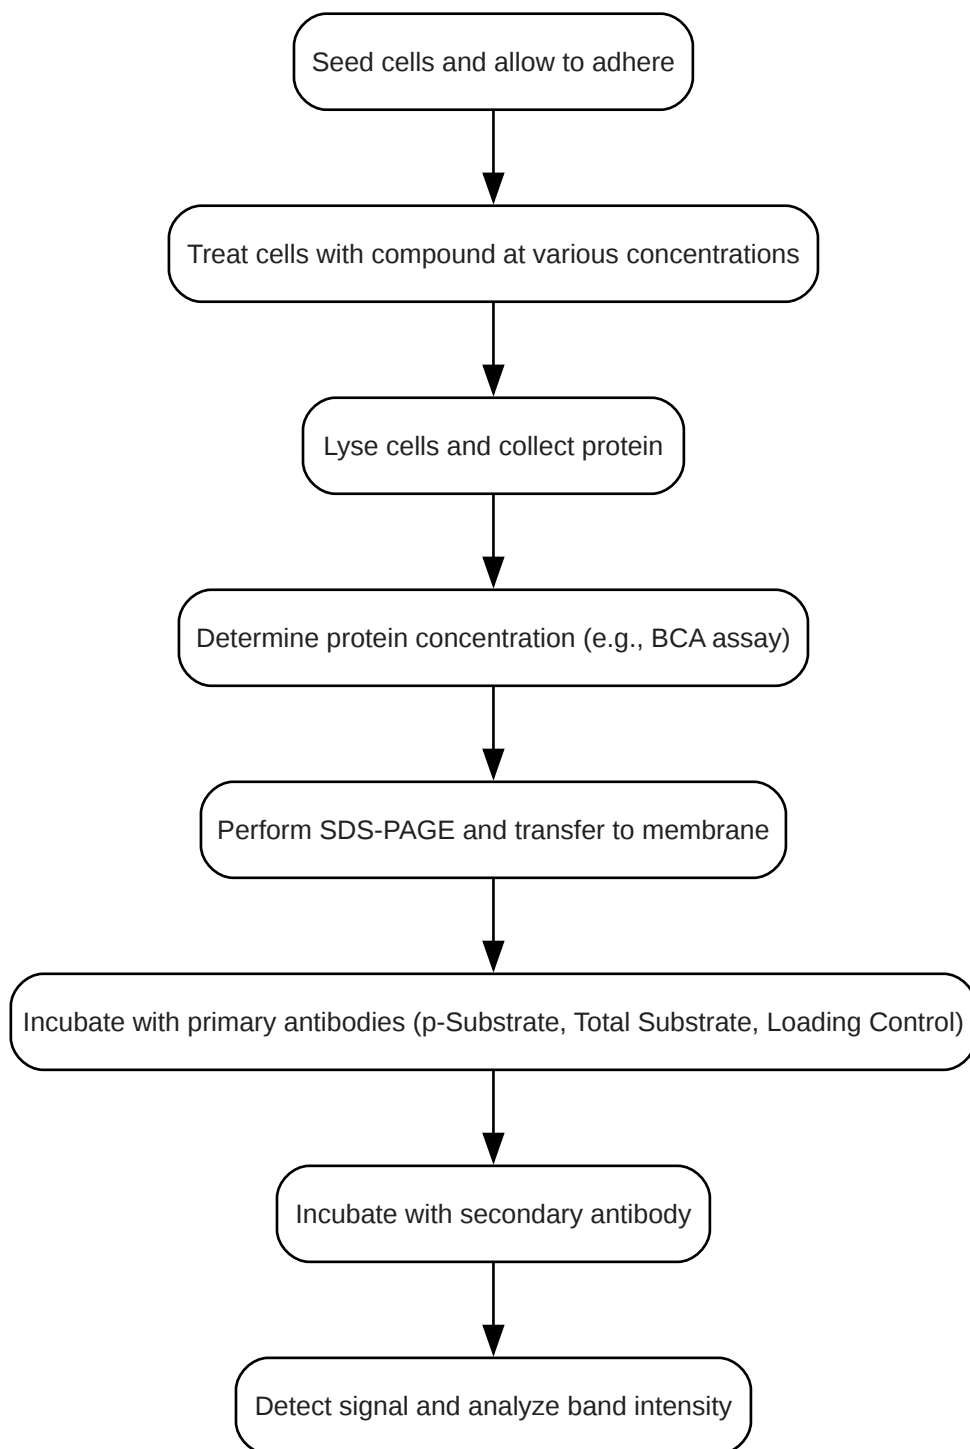 Seed cells and allow to adhere
Treat cells with compound at various concentrations
Lyse cells and collect protein
Determine protein concentration (e.g., BCA assay)
Perform SDS-PAGE and transfer to membrane
Incubate with primary antibodies (p-Substrate, Total Substrate, Loading Control)
Incubate with secondary antibody
Detect signal and analyze band intensity